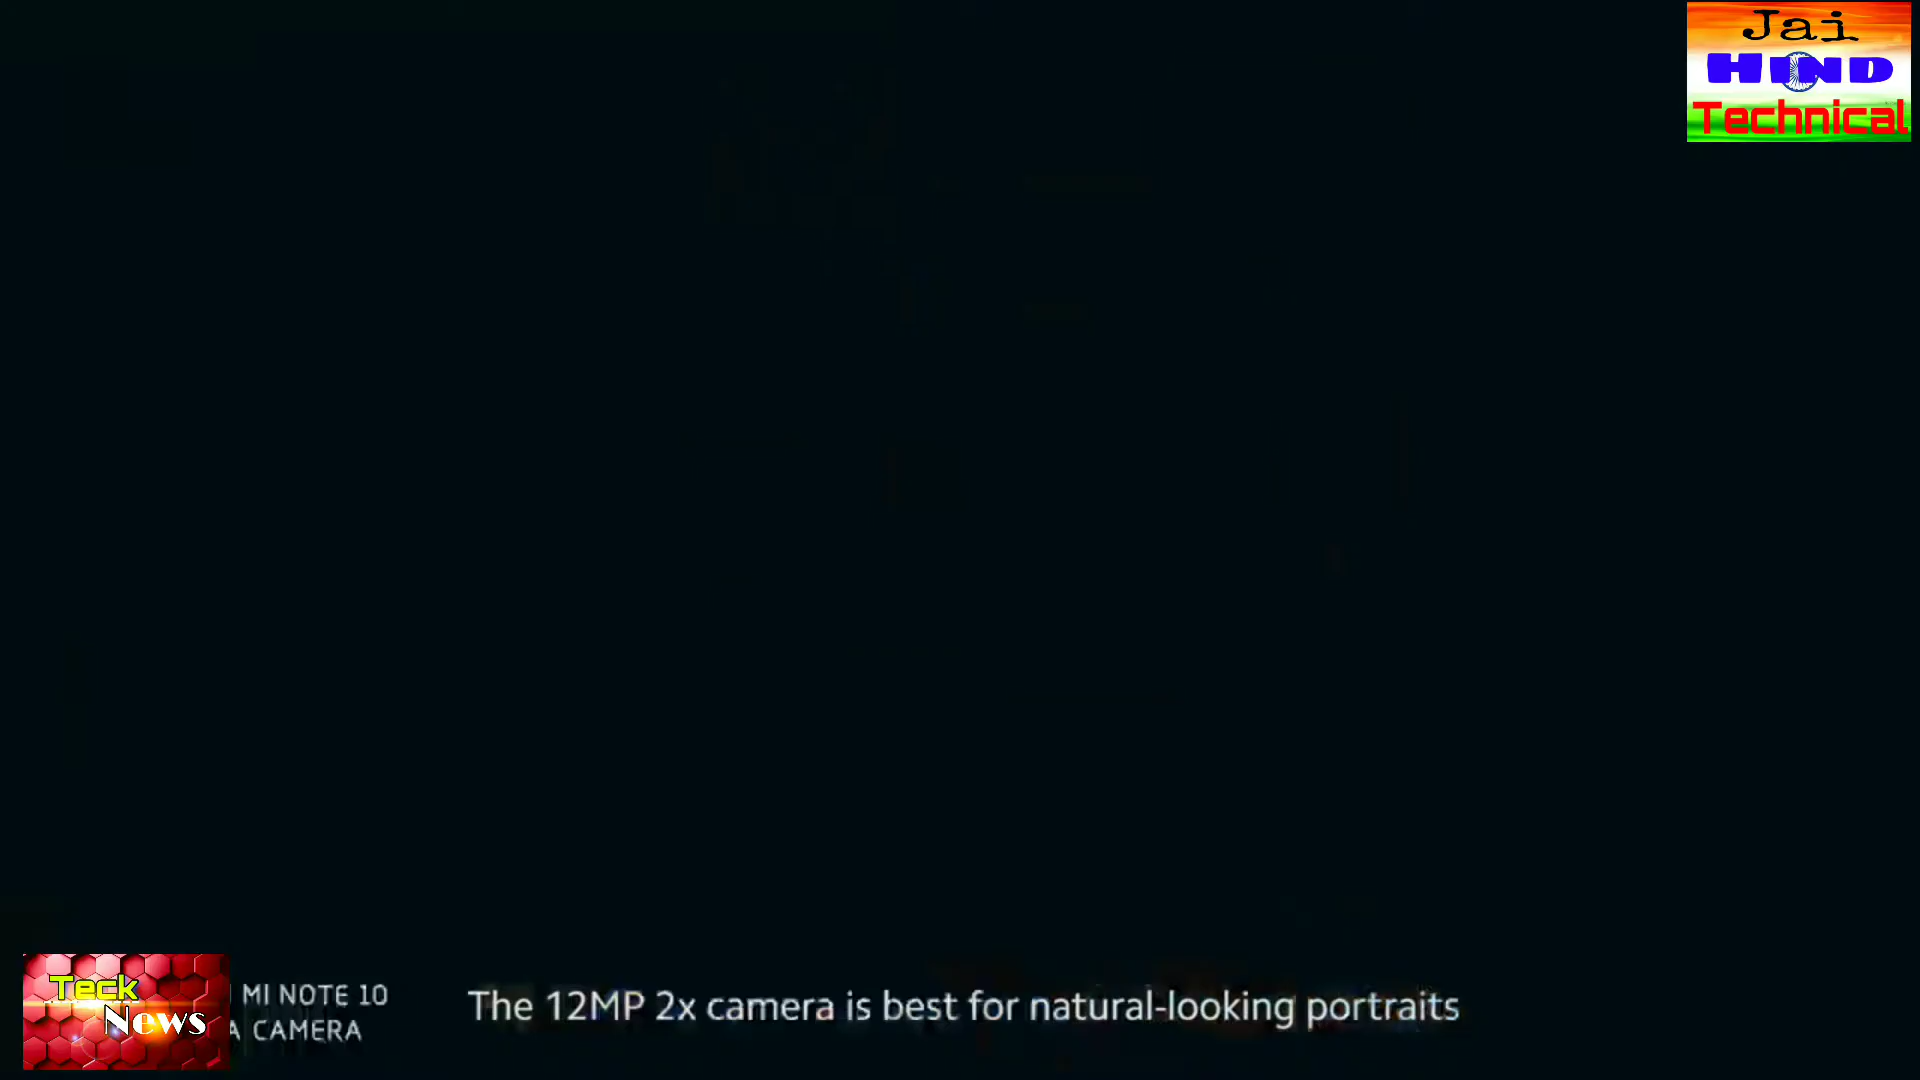 Jai
HIND
Technical
Teck
News
MI NOTE 10
CAMERA
The 12MP 2x camera is best for natural-looking portraits